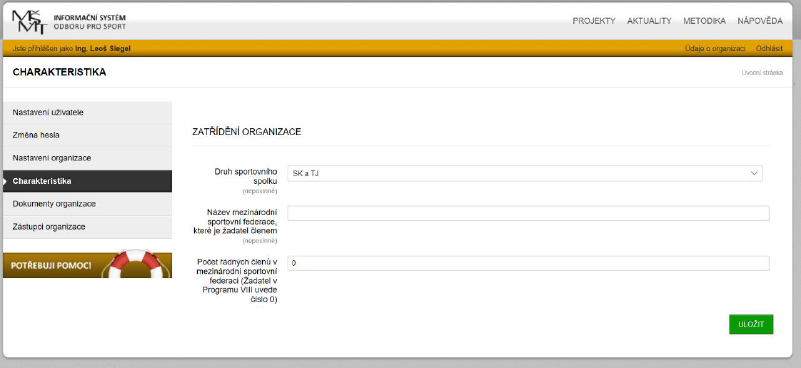 MŠMT
INFORMAČNÍ SYSTÉM
ODBORU PRO SPORT
PROJEKTY AKTUALITY METODIKA NÁPOVĚDA
Jste přihlášen jako Ing. Leoš Siegel
Údaje o organizaci Odhlásit
CHARAKTERISTIKA
Úvodní stránka
Nastavení uživatele
Změna hesla
Nastavení organizace
Charakteristika
Dokumenty organizace
Zástupci organizace
POTŘEBUJI POMOC!
ZATŘÍDĚNÍ ORGANIZACE
Druh sportovního
spolku
(nepovinné)
SK a TJ
Název mezinárodní
sportovní federace,
které je žadatel členem
(nepovinné)
Počet řádných členů v
mezinárodní sportovní
federaci (Žadatel v
Programu VIII uvede
číslo 0)
0
ULOŽIT